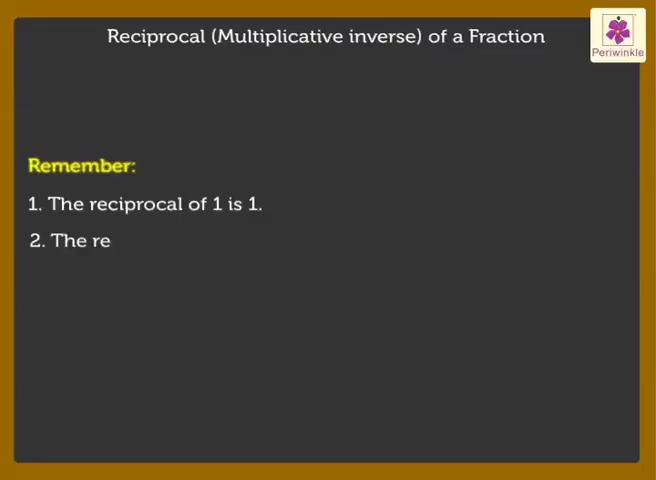 Reciprocal (Multiplicative inverse) of a Fraction
Periwinkle
Remember:
1. The reciprocal of 1 is 1.
2. The re